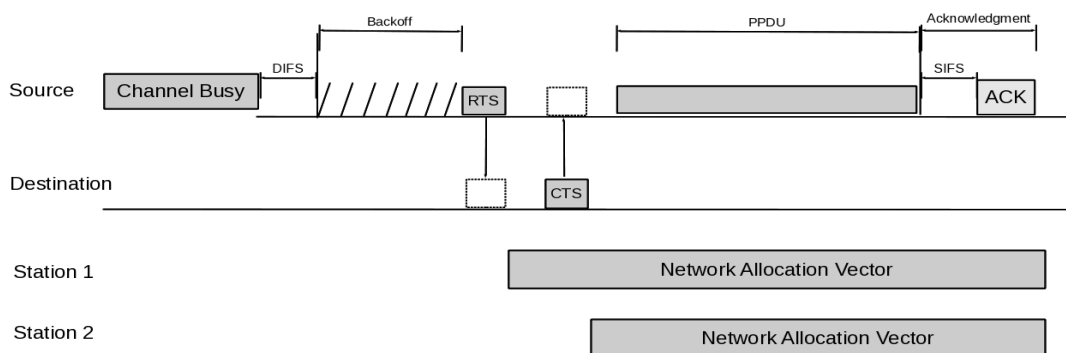 Backoff
PPDU
Acknowledgment
DIFS
SIFS
Source
Channel Busy
RTS
ACK
Destination
CTS
Station 1
Network Allocation Vector
Station 2
Network Allocation Vector